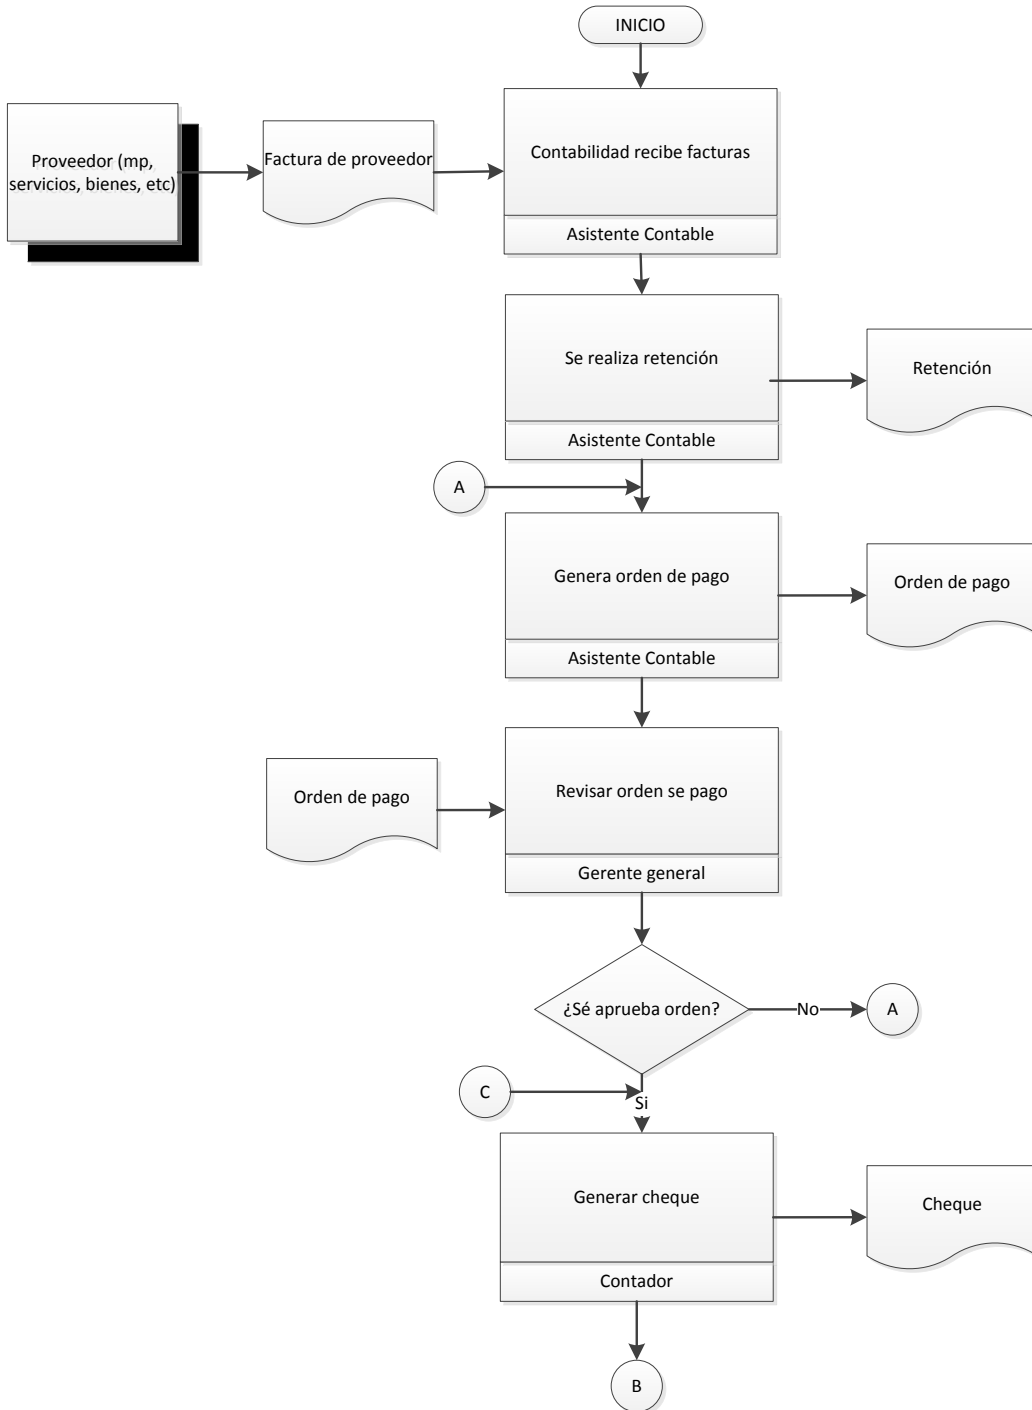 INICIO
Proveedor (mp,
servicios, bienes, etc)
Factura de proveedor
Contabilidad recibe facturas
Asistente Contable
Se realiza retención
Retención
Asistente Contable
A
Genera orden de pago
Orden de pago
Asistente Contable
Orden de pago
Revisar orden se pago
Gerente general
¿Sé aprueba orden?
No
A
C
Si
Generar cheque
Cheque
Contador
B